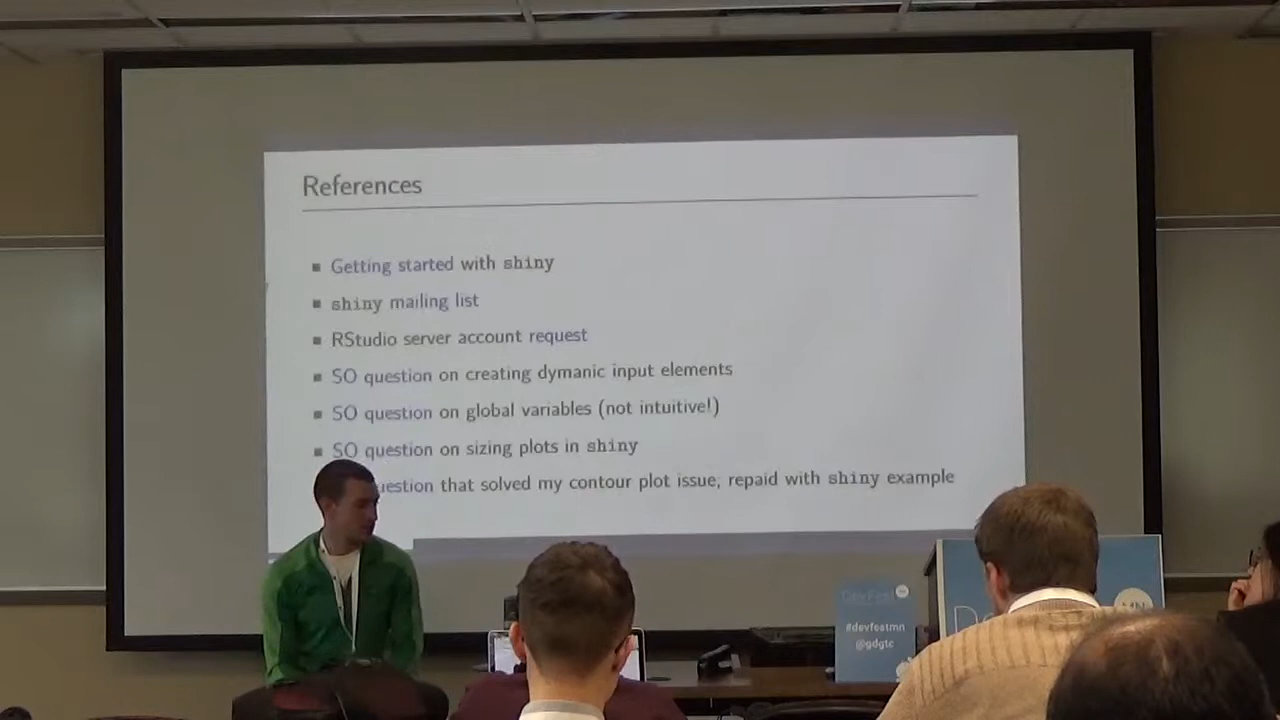 References
Getting started with shiny
shiny mailing list
RStudio server account request
SO question on creating dymanic input elements
SO question on global variables (not intuitive!)
SO question on sizing plots in shiny
that solved my contour plot issue, repaid with shiny example
DevFest
#devfestmn
@gdgtc
MN